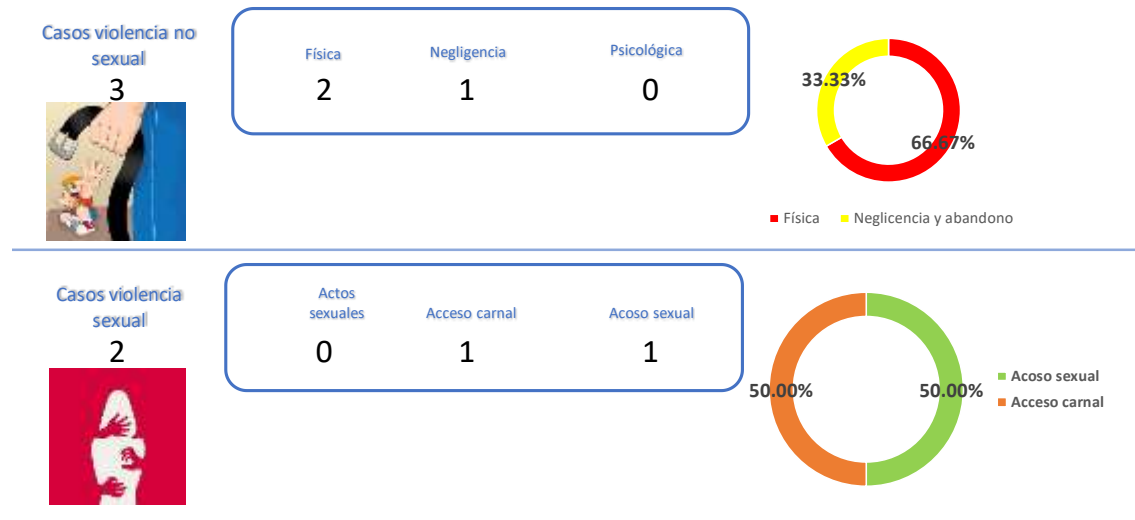 Casos violencia no
sexual
3
Física
Negligencia
Psicológica
2
1
0
33.33%
66.67%
Física
Neglicencia y abandono
Casos violencia
sexual
2
Actos
sexuales
Acceso carnal
Acoso sexual
0
1
1
50.00%
50.00%
Acoso sexual
Acceso carnal